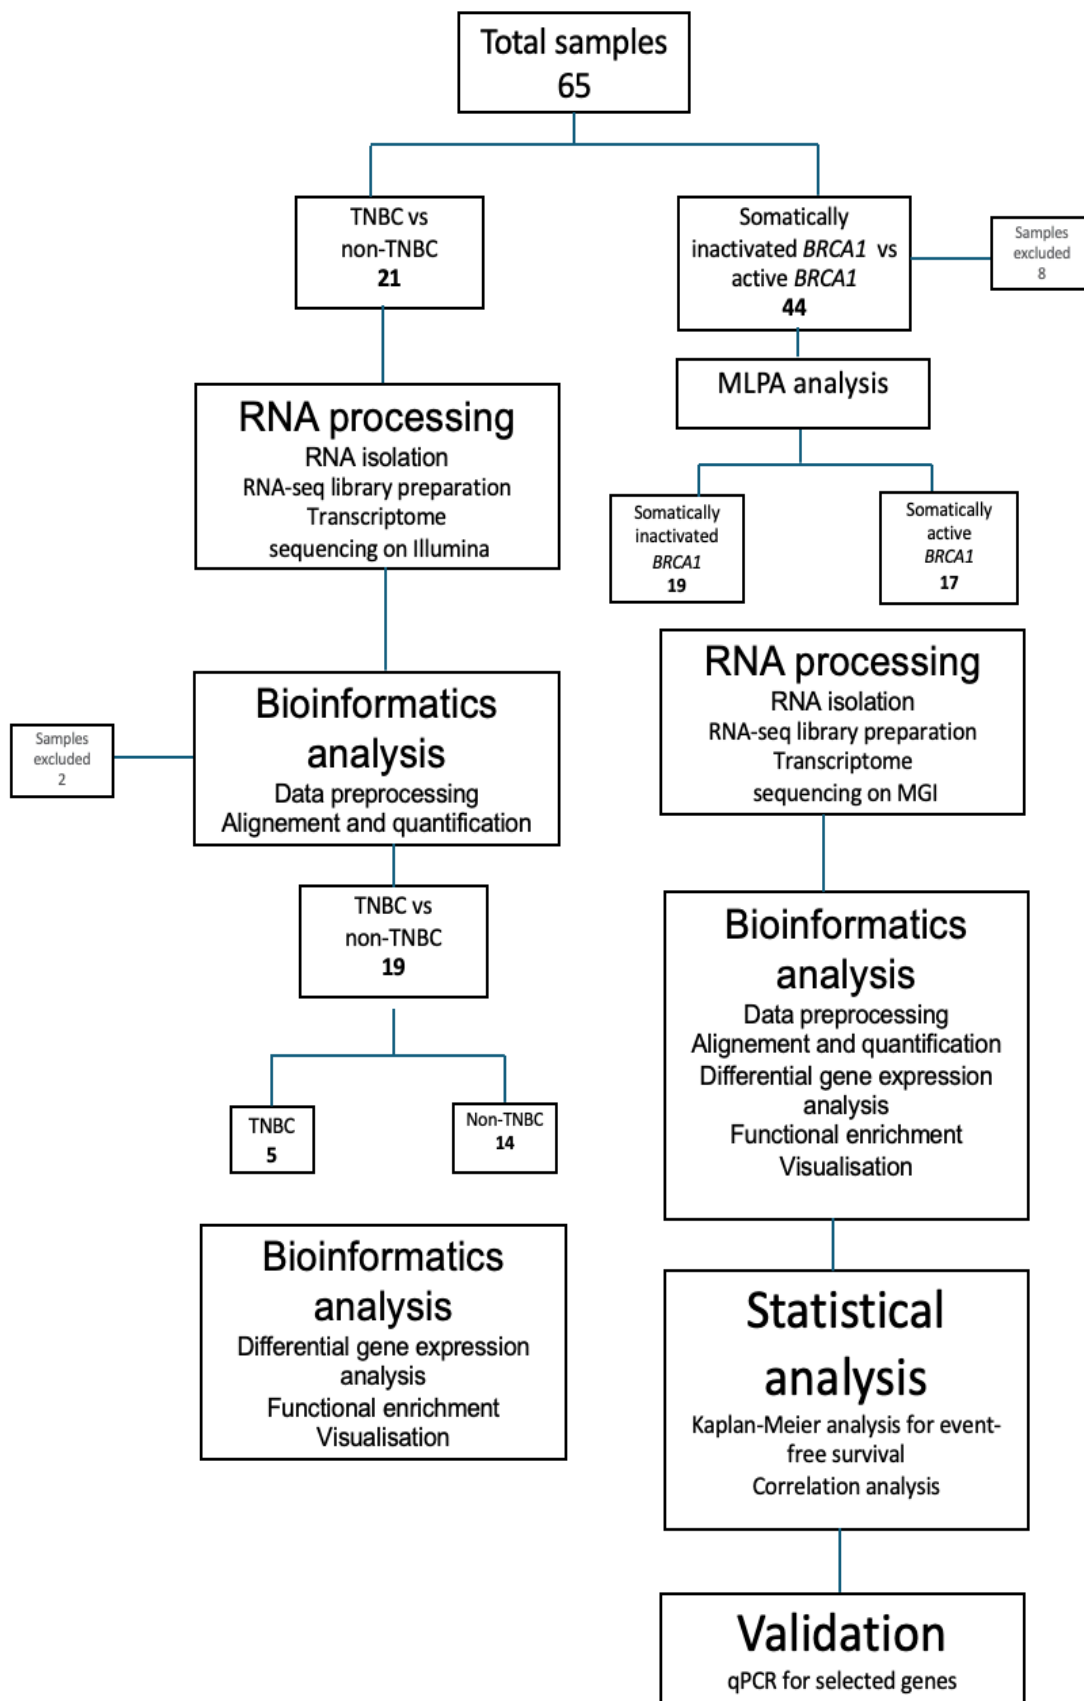 Total samples
65
TNBC vs
non-TNBC
21
Somatically
inactivated BRCA1 vs
active BRCA1
44
Samples
excluded
8
MLPA analysis
RNA processing
RNA isolation
RNA-seq library preparation
Transcriptome
sequencing on Illumina
Somatically
inactivated
BRCA1
19
Somatically
active
BRCA1
17
RNA processing
RNA isolation
RNA-seq library preparation
Transcriptome
sequencing on MGI
Bioinformatics
analysis
Data preprocessing
Alignement and quantification
Samples
excluded
2
TNBC vs
non-TNBC
19
TNBC
5
Non-TNBC
14
Bioinformatics
analysis
Differential gene expression
analysis
Functional enrichment
Visualisation
Bioinformatics
analysis
Data preprocessing
Alignement and quantification
Differential gene expression
analysis
Functional enrichment
Visualisation
Statistical
analysis
Kaplan-Meier analysis for event-
free survival
Correlation analysis
Validation
qPCR for selected genes